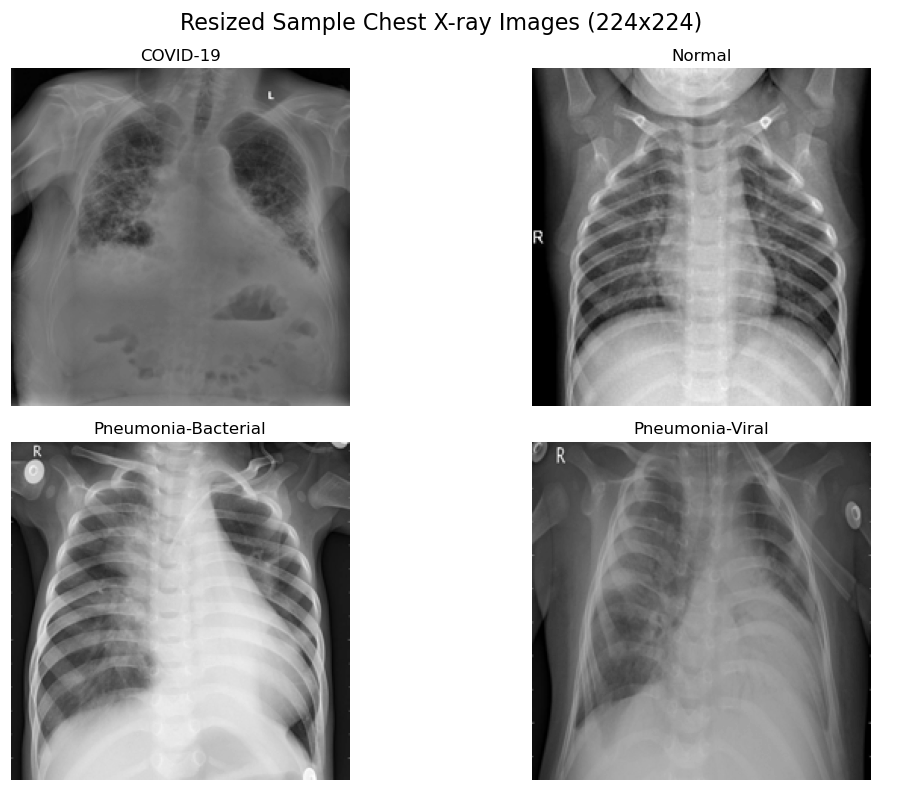 Resized Sample Chest X-ray Images (224x224)
COVID-19
Normal
L
R
Pneumonia-Bacterial
Pneumonia-Viral
R
R